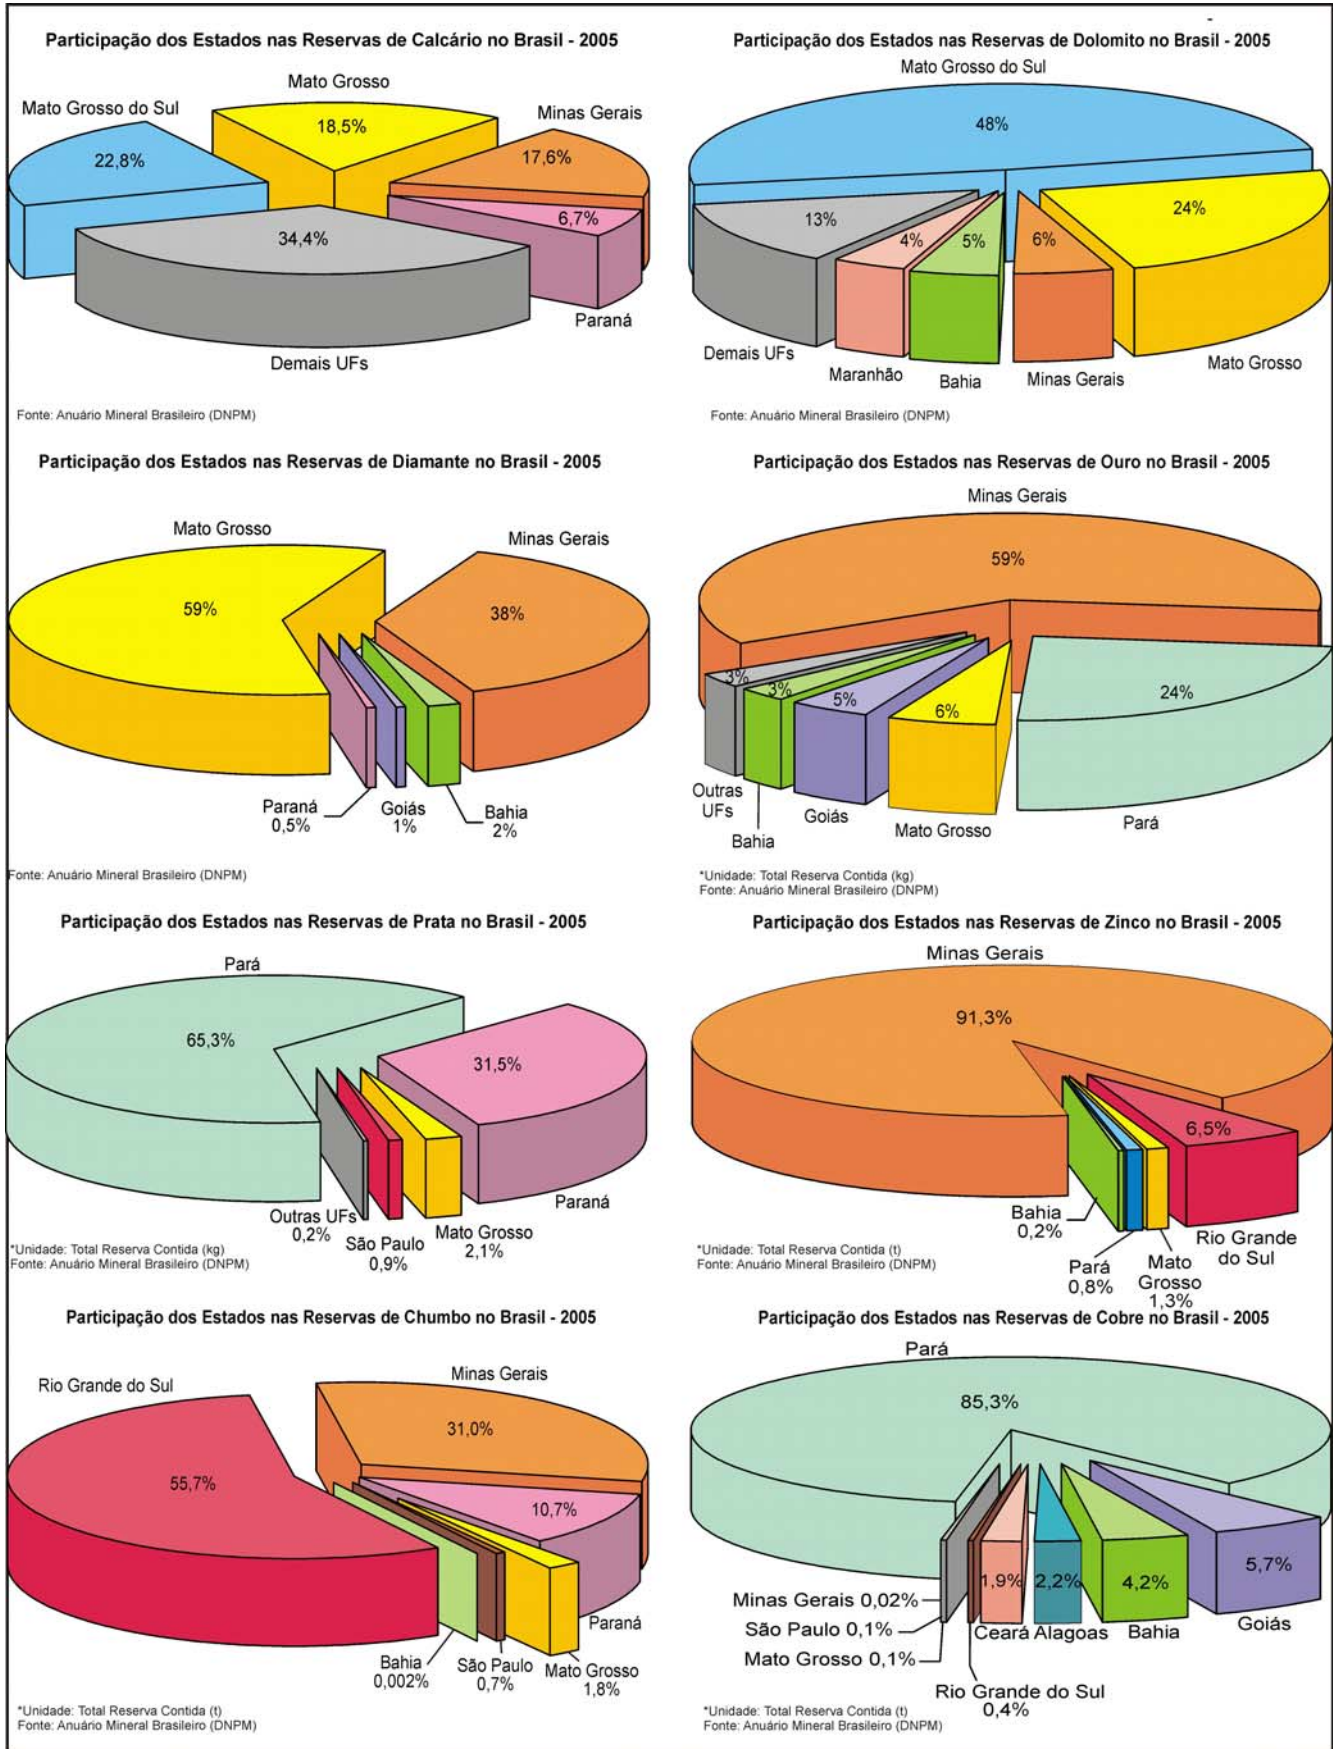 Participação dos Estados nas Reservas de Calcário no Brasil - 2005
Mato Grosso
Mato Grosso do Sul
Minas Gerais
18,5%
22,8%
17,6%
6,7%
34,4%
Paraná
Demais UFs
Fonte: Anuário Mineral Brasileiro (DNPM)
Participação dos Estados nas Reservas de Dolomito no Brasil - 2005
Mato Grosso do Sul
48%
24%
13%
4%
5%
6%
Demais UFs
Maranhão
Bahia
Minas Gerais
Mato Grosso
Fonte: Anuário Mineral Brasileiro (DNPM)
Participação dos Estados nas Reservas de Diamante no Brasil - 2005
Mato Grosso
Minas Gerais
59%
38%
Paraná
0,5%
Goiás
1%
Bahia
2%
Fonte: Anuário Mineral Brasileiro (DNPM)
Participação dos Estados nas Reservas de Ouro no Brasil - 2005
Minas Gerais
59%
3%
3%
5%
6%
24%
Outras
UFs
Bahia
Goiás
Mato Grosso
Pará
*Unidade: Total Reserva Contida (kg)
Fonte: Anuário Mineral Brasileiro (DNPM)
Participação dos Estados nas Reservas de Prata no Brasil - 2005
Pará
65,3%
31,5%
Outras UFs
0,2%
São Paulo
0,9%
Mato Grosso
2,1%
Paraná
*Unidade: Total Reserva Contida (kg)
Fonte: Anuário Mineral Brasileiro (DNPM)
Participação dos Estados nas Reservas de Zinco no Brasil - 2005
Minas Gerais
91,3%
6,5%
Bahia
0,2%
Pará
0,8%
Mato
Grosso
1,3%
Rio Grande
do Sul
*Unidade: Total Reserva Contida (t)
Fonte: Anuário Mineral Brasileiro (DNPM)
Participação dos Estados nas Reservas de Chumbo no Brasil - 2005
Rio Grande do Sul
Minas Gerais
31,0%
55,7%
10,7%
Bahia
0,002%
São Paulo
0,7%
Mato Grosso
1,8%
Paraná
*Unidade: Total Reserva Contida (t)
Fonte: Anuário Mineral Brasileiro (DNPM)
Participação dos Estados nas Reservas de Cobre no Brasil - 2005
Pará
85,3%
1,9%
2,2%
4,2%
5,7%
Minas Gerais 0,02%
São Paulo 0,1%
Mato Grosso 0,1%
Ceará
Alagoas
Bahia
Goiás
Rio Grande do Sul
0,4%
*Unidade: Total Reserva Contida (t)
Fonte: Anuário Mineral Brasileiro (DNPM)